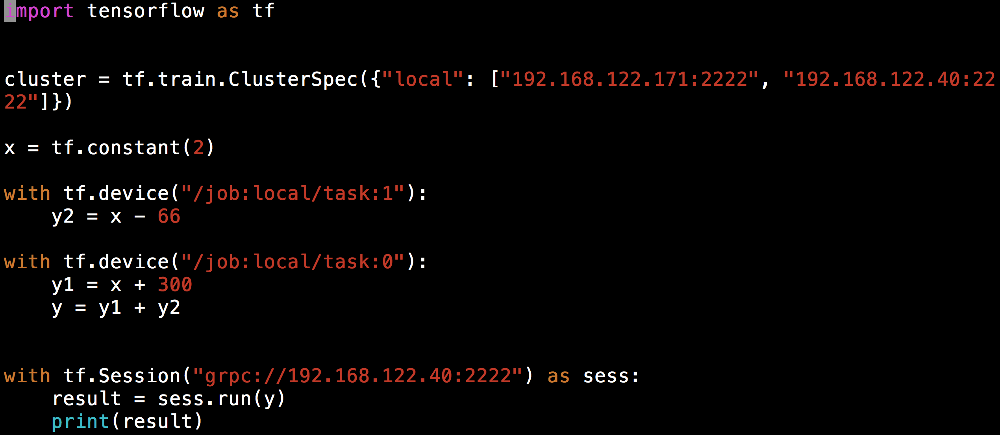 import tensorflow as tf
cluster = tf.train.ClusterSpec({"local": ["192.168.122.171:2222", "192.168.122.40:22
22"]})
x = tf.constant(2)
with tf.device("/job:local/task:1"):
    y2 = x - 66
with tf.device("/job:local/task:0"):
    y1 = x + 300
    y = y1 + y2
with tf.Session("grpc://192.168.122.40:2222") as sess:
    result = sess.run(y)
    print(result)